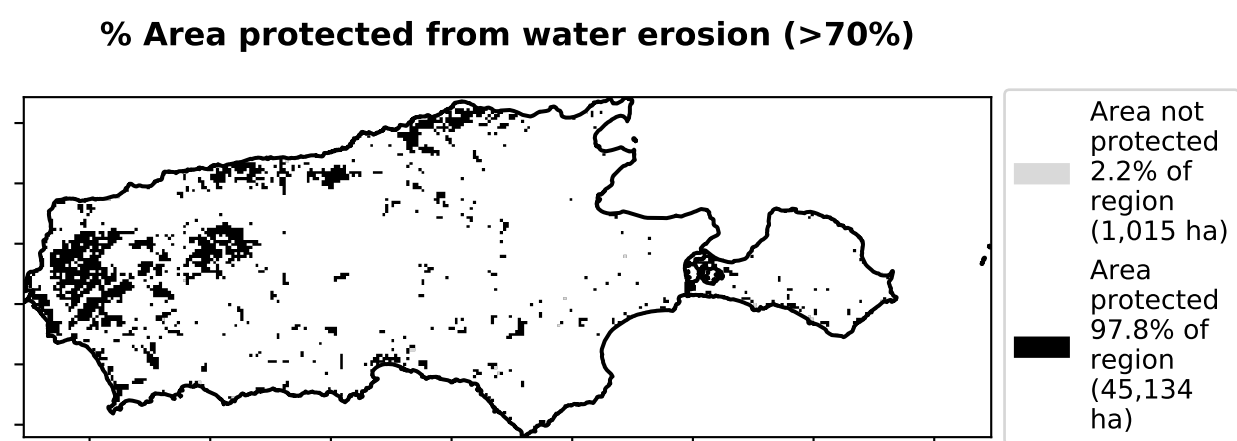 % Area protected from water erosion (>70%)
Area not
protected
2.2% of
region
(1,015 ha)
Area
protected
97.8% of
region
(45,134
ha)